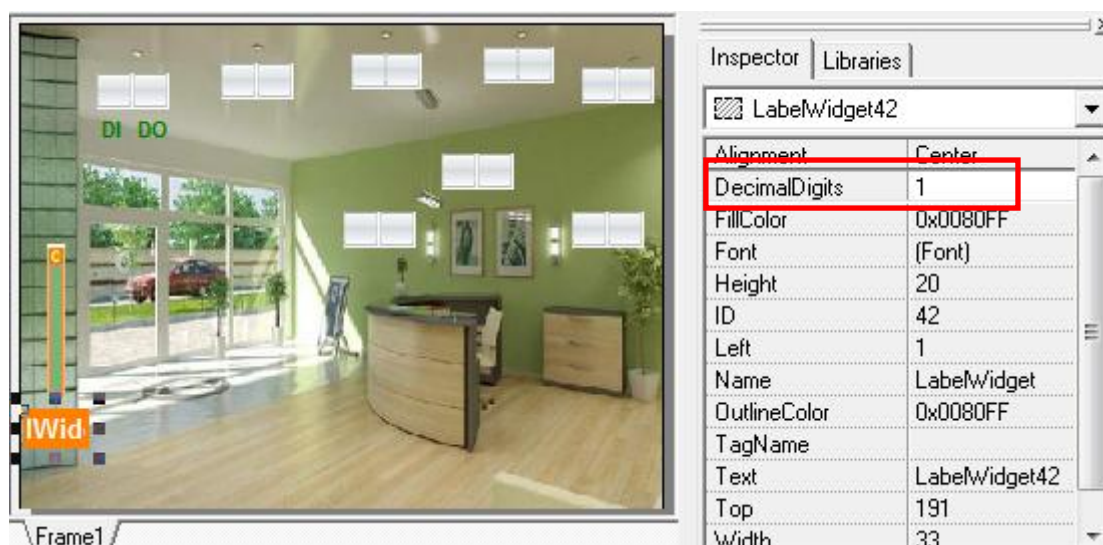 DI DO
C
lWid
Frame1
Inspector Libraries
LabelWidget42
Alignment Center
DecimalDigits 1
FillColor 0x0080FF
Font (Font)
Height 20
ID 42
Left 1
Name LabelWidget
OutlineColor 0x0080FF
TagName
Text LabelWidget42
Top 191
Width 33